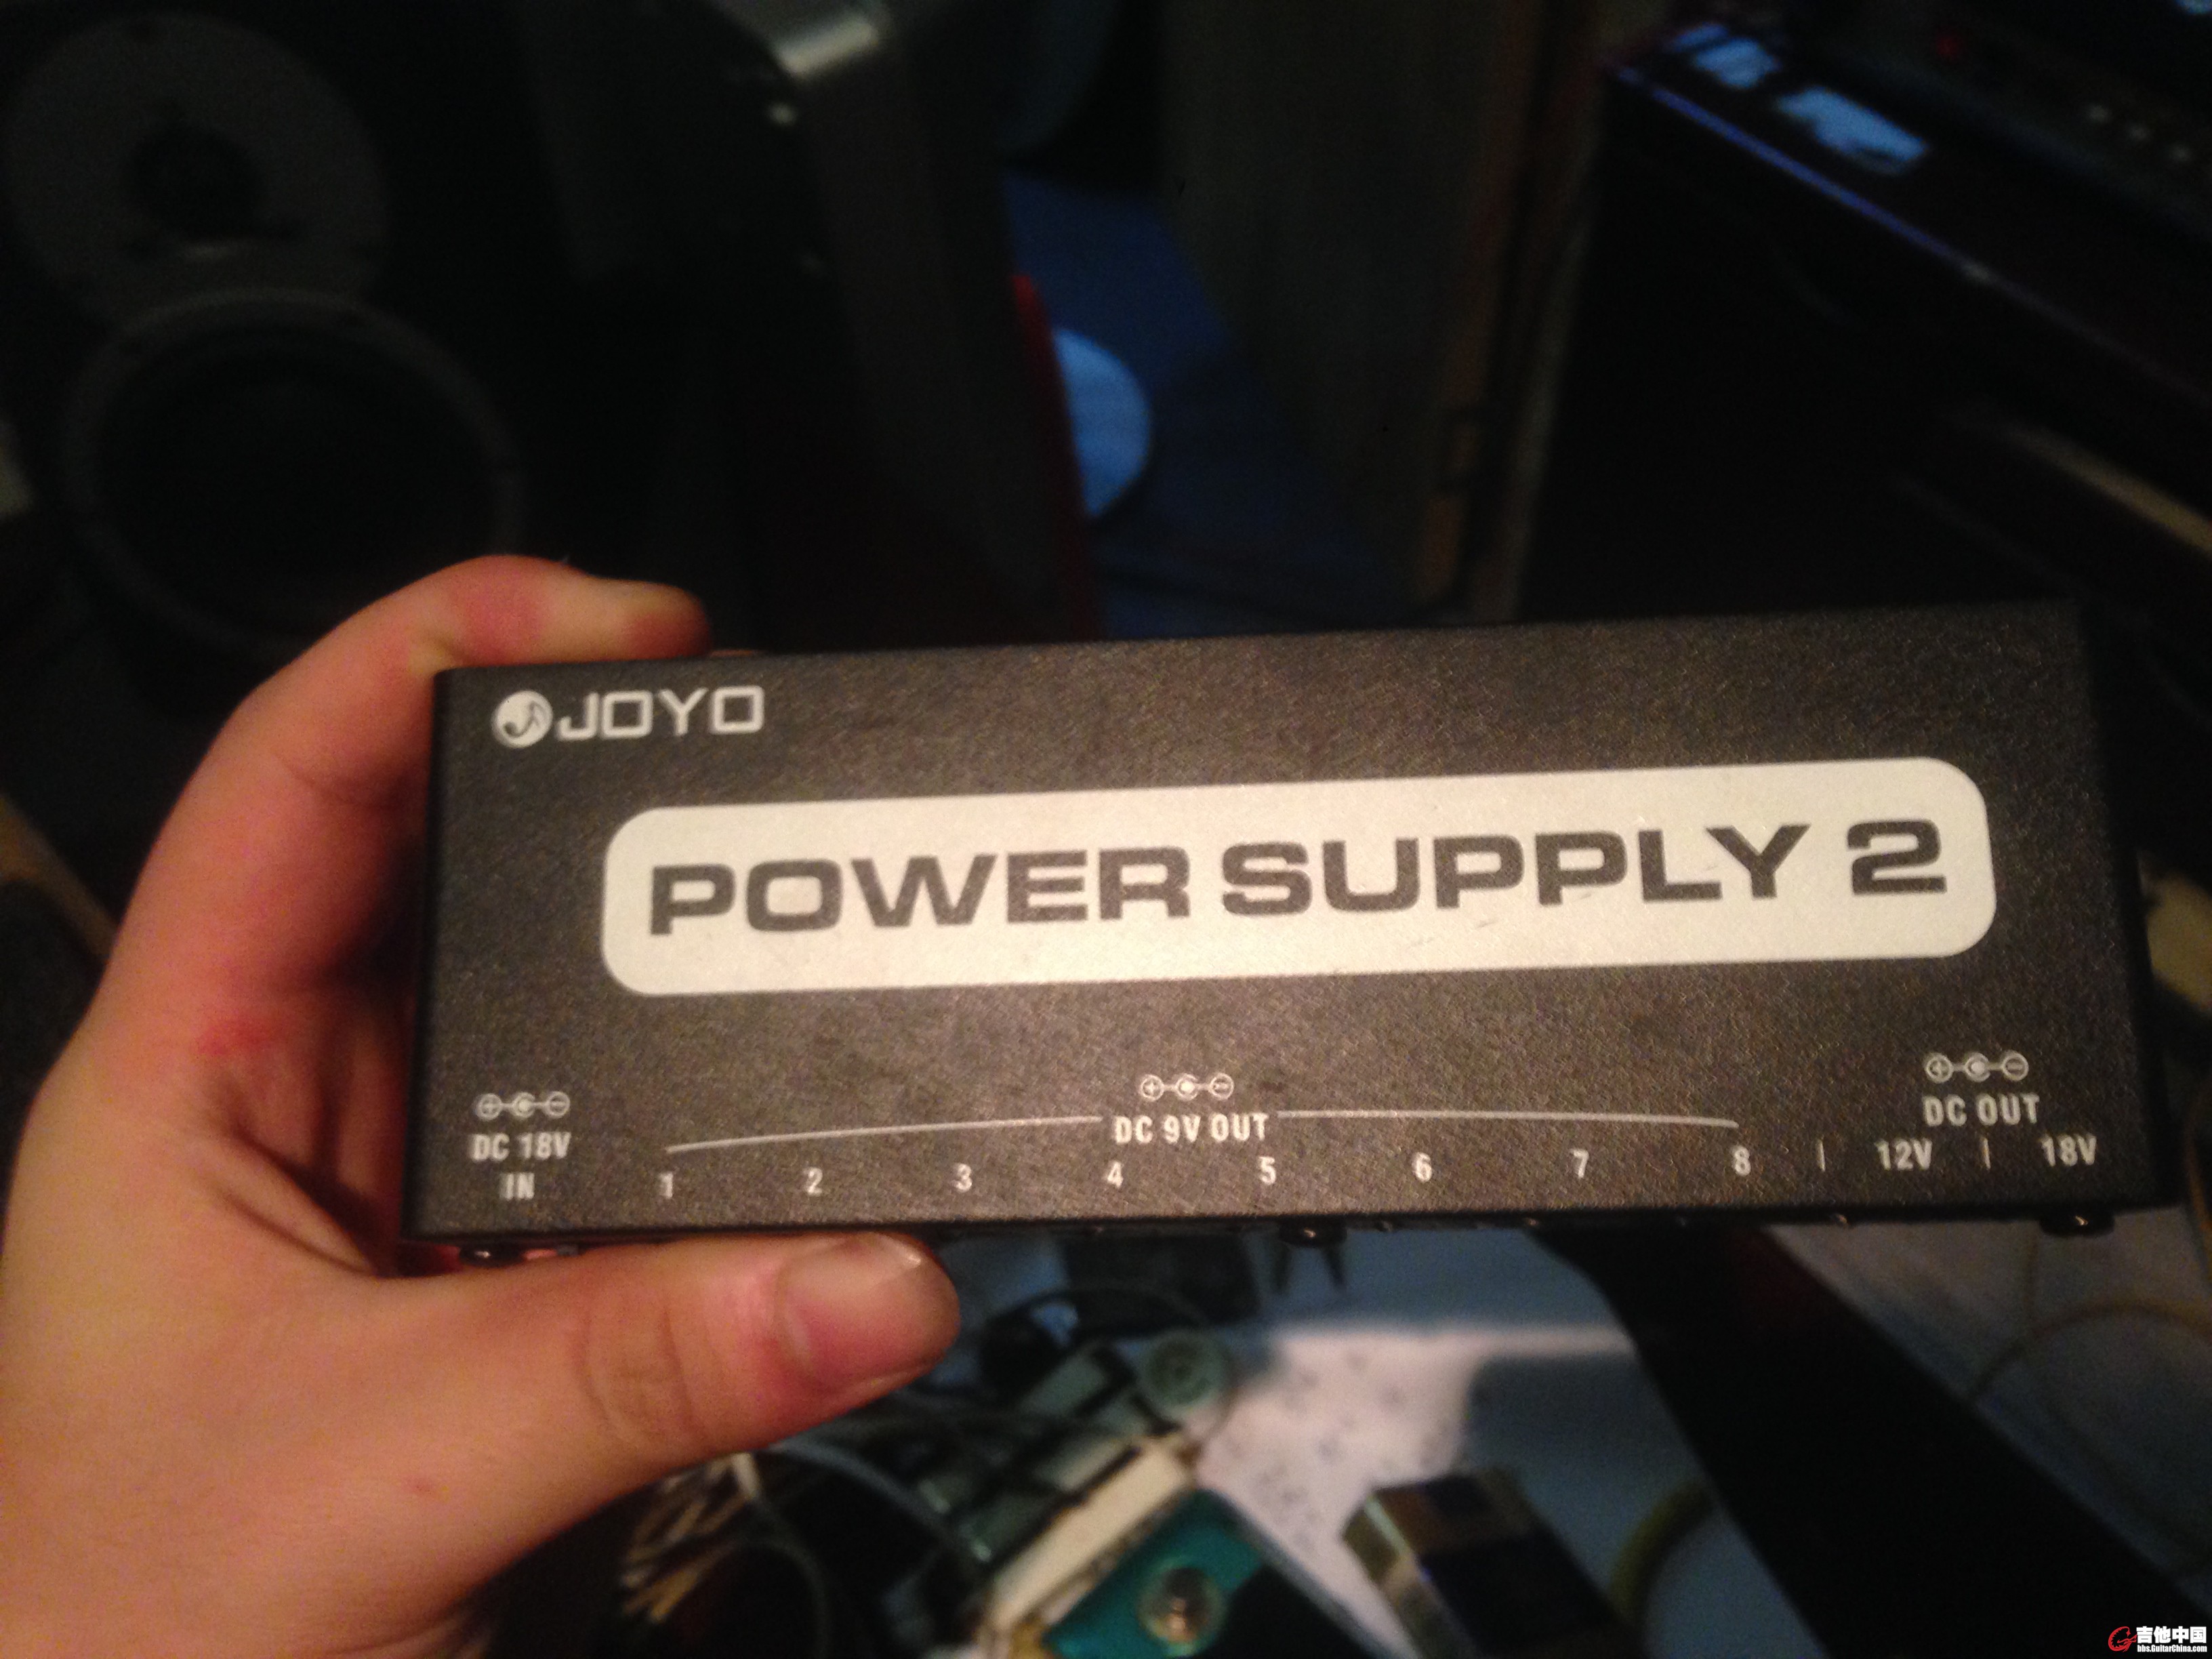 JOYO
POWER SUPPLY 2
DC 18V
IN
DC 9V OUT
1 2 3 4 5 6 7 8
DC OUT
| 12V | 18V
吉他中国
bbs.GuitarChina.com